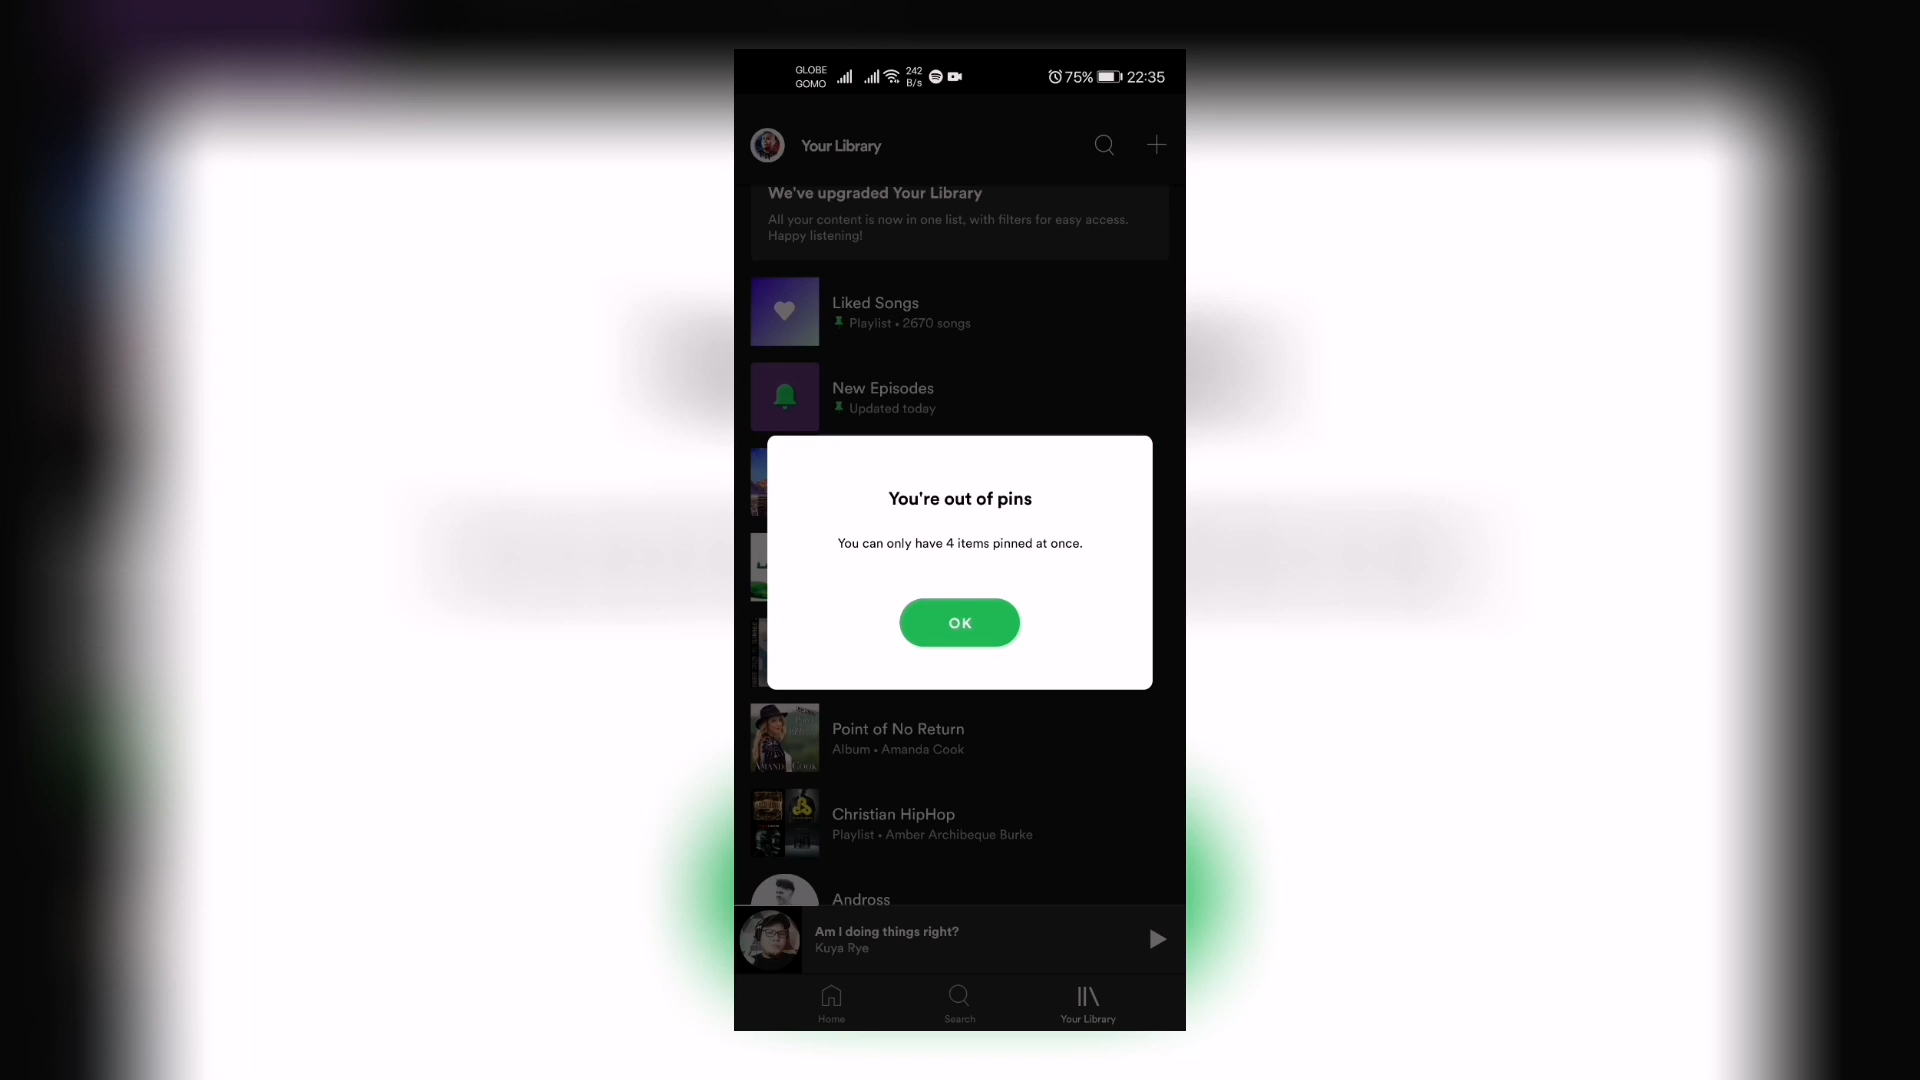 GLOBE
GOMO
242
B/s
75%
22:35
Your Library
We've upgraded Your Library
All your content is now in one list, with filters for easy access.
Happy listening!
Liked Songs
Playlist • 2670 songs
New Episodes
Updated today
You're out of pins
You can only have 4 items pinned at once.
OK
Point of No Return
Album • Amanda Cook
AMANDA COOK
Christian HipHop
Playlist • Amber Archibeque Burke
Andross
Am I doing things right?
Kuya Rye
Home
Search
Your Library